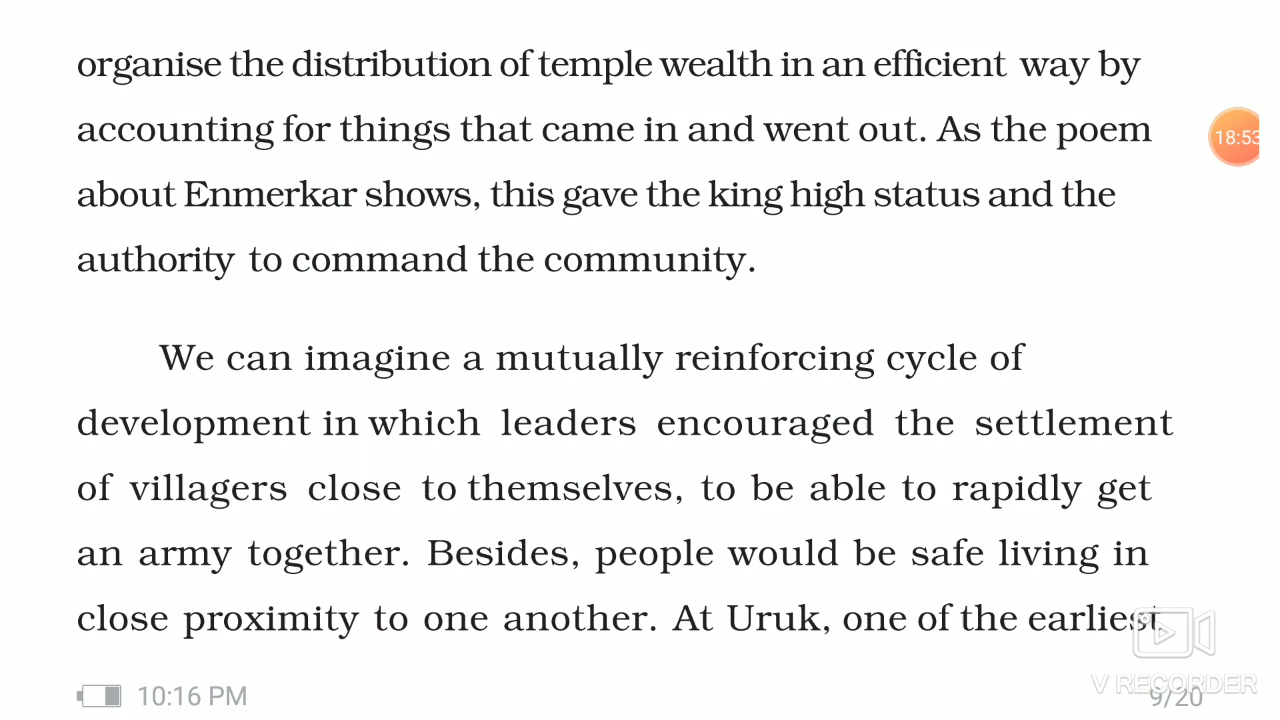 organise the distribution of temple wealth in an efficient way by
accounting for things that came in and went out. As the poem
18:53
about Enmerkar shows, this gave the king high status and the
authority to command the community.
We can imagine a mutually reinforcing cycle of
development in which leaders encouraged the settlement
of villagers close to themselves, to be able to rapidly get
an army together. Besides, people would be safe living in
close proximity to one another. At Uruk, one of the earliest
V RECORDER
10:16 PM
9/20